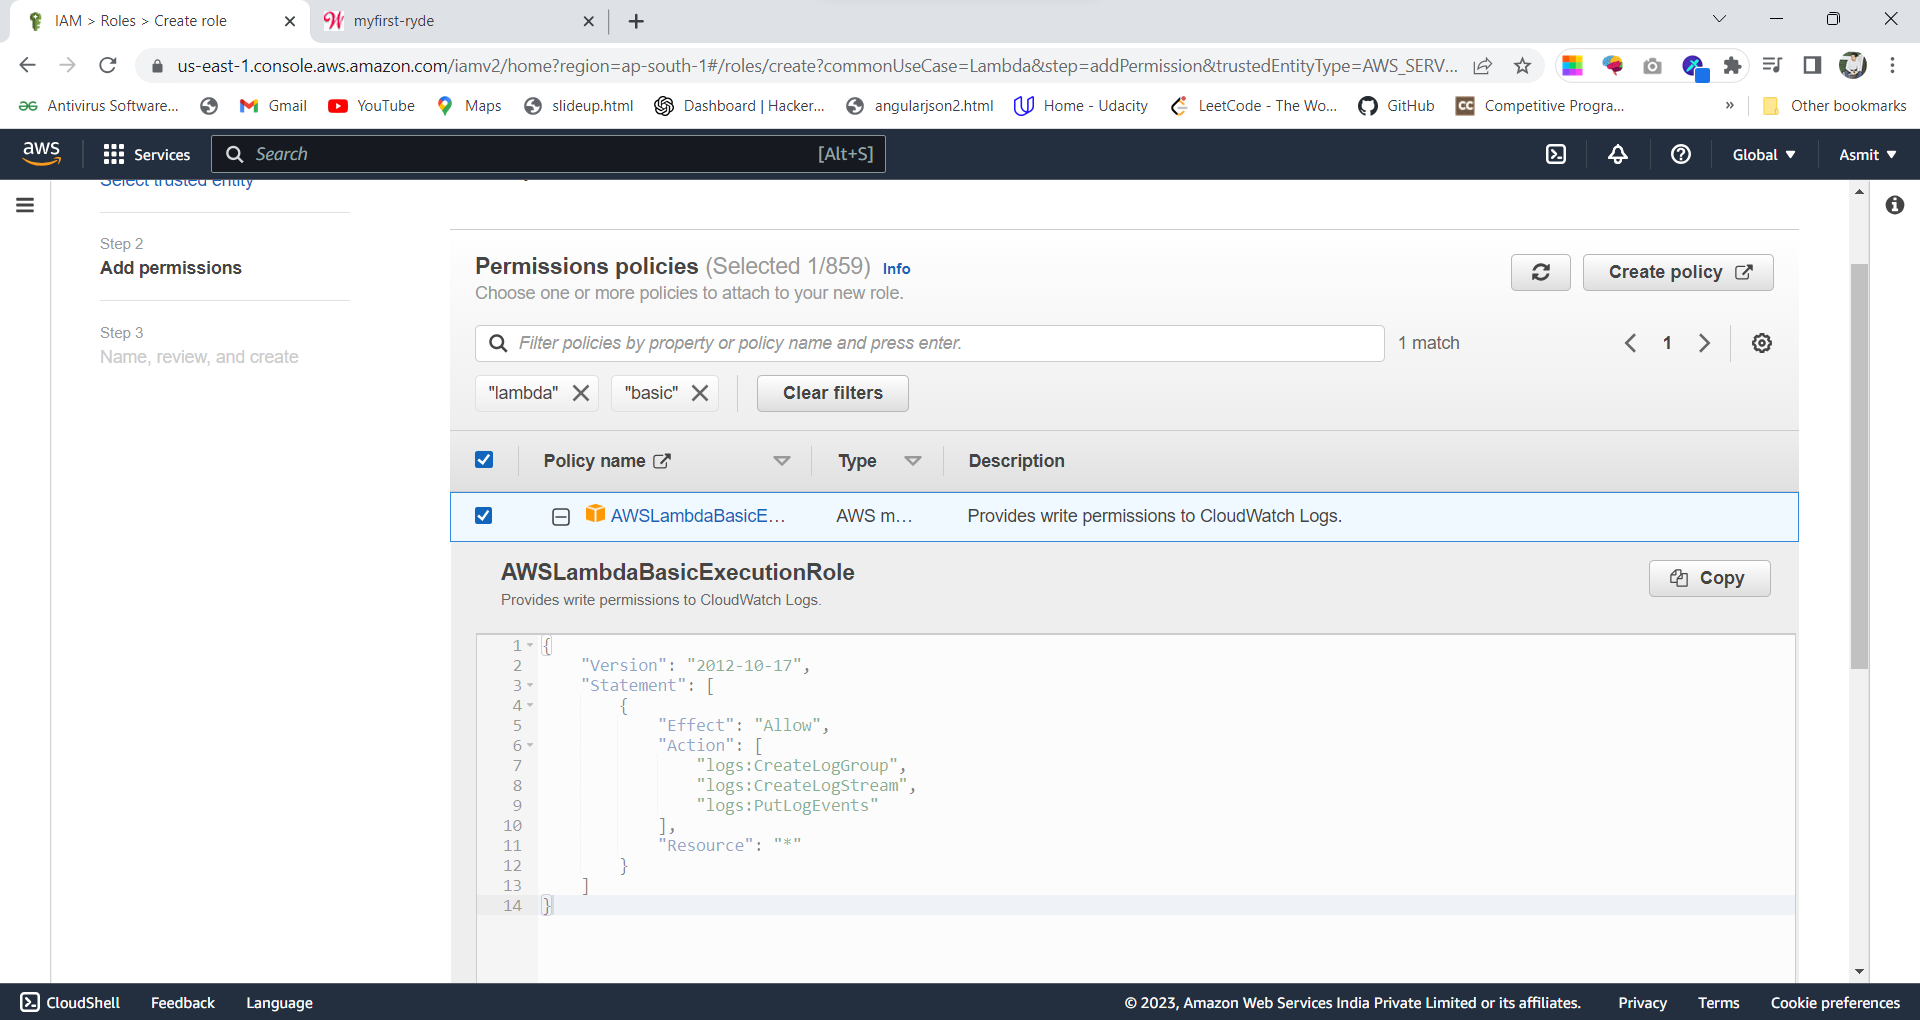 IAM > Roles > Create role
myfirst-ryde
us-east-1.console.aws.amazon.com/iamv2/home?region=ap-south-1#/roles/create?commonUseCase=Lambda&step=addPermission&trustedEntityType=AWS_SERV...
Antivirus Software... Gmail YouTube Maps slideup.html Dashboard | Hacker... angularjson2.html Home - Udacity LeetCode - The Wo... GitHub CC Competitive Progra... » Other bookmarks
aws Services Search [Alt+S] Global Asmit
Select trusted entity
Step 2
Add permissions
Step 3
Name, review, and create
Permissions policies (Selected 1/859) Info
Create policy
Choose one or more policies to attach to your new role.
Filter policies by property or policy name and press enter. 1 match 1
"lambda" "basic" Clear filters
Policy name Type Description
AWSLambdaBasicE... AWS m... Provides write permissions to CloudWatch Logs.
AWSLambdaBasicExecutionRole
Copy
Provides write permissions to CloudWatch Logs.
1 {
2 "Version": "2012-10-17",
3 "Statement": [
4 {
5 "Effect": "Allow",
6 "Action": [
7 "logs:CreateLogGroup",
8 "logs:CreateLogStream",
9 "logs:PutLogEvents"
10 ],
11 "Resource": "*"
12 }
13 ]
14 }
CloudShell Feedback Language © 2023, Amazon Web Services India Private Limited or its affiliates. Privacy Terms Cookie preferences